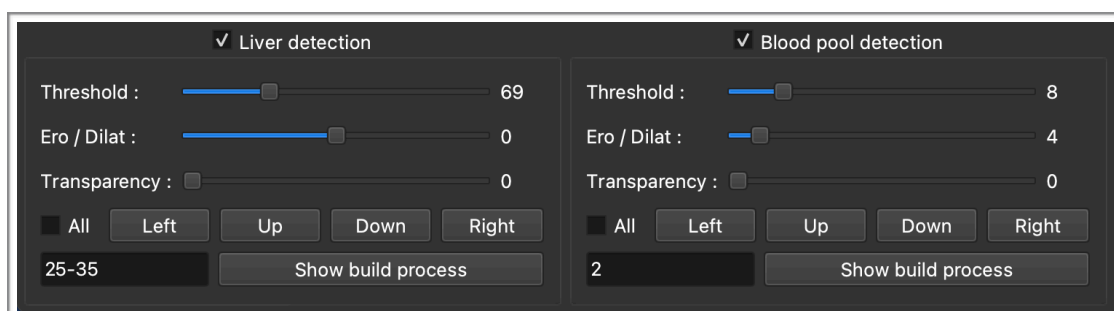 Liver detection
Threshold : 69
Ero / Dilat : 0
Transparency : 0
All Left Up Down Right
25-35 Show build process
Blood pool detection
Threshold : 8
Ero / Dilat : 4
Transparency : 0
All Left Up Down Right
2 Show build process